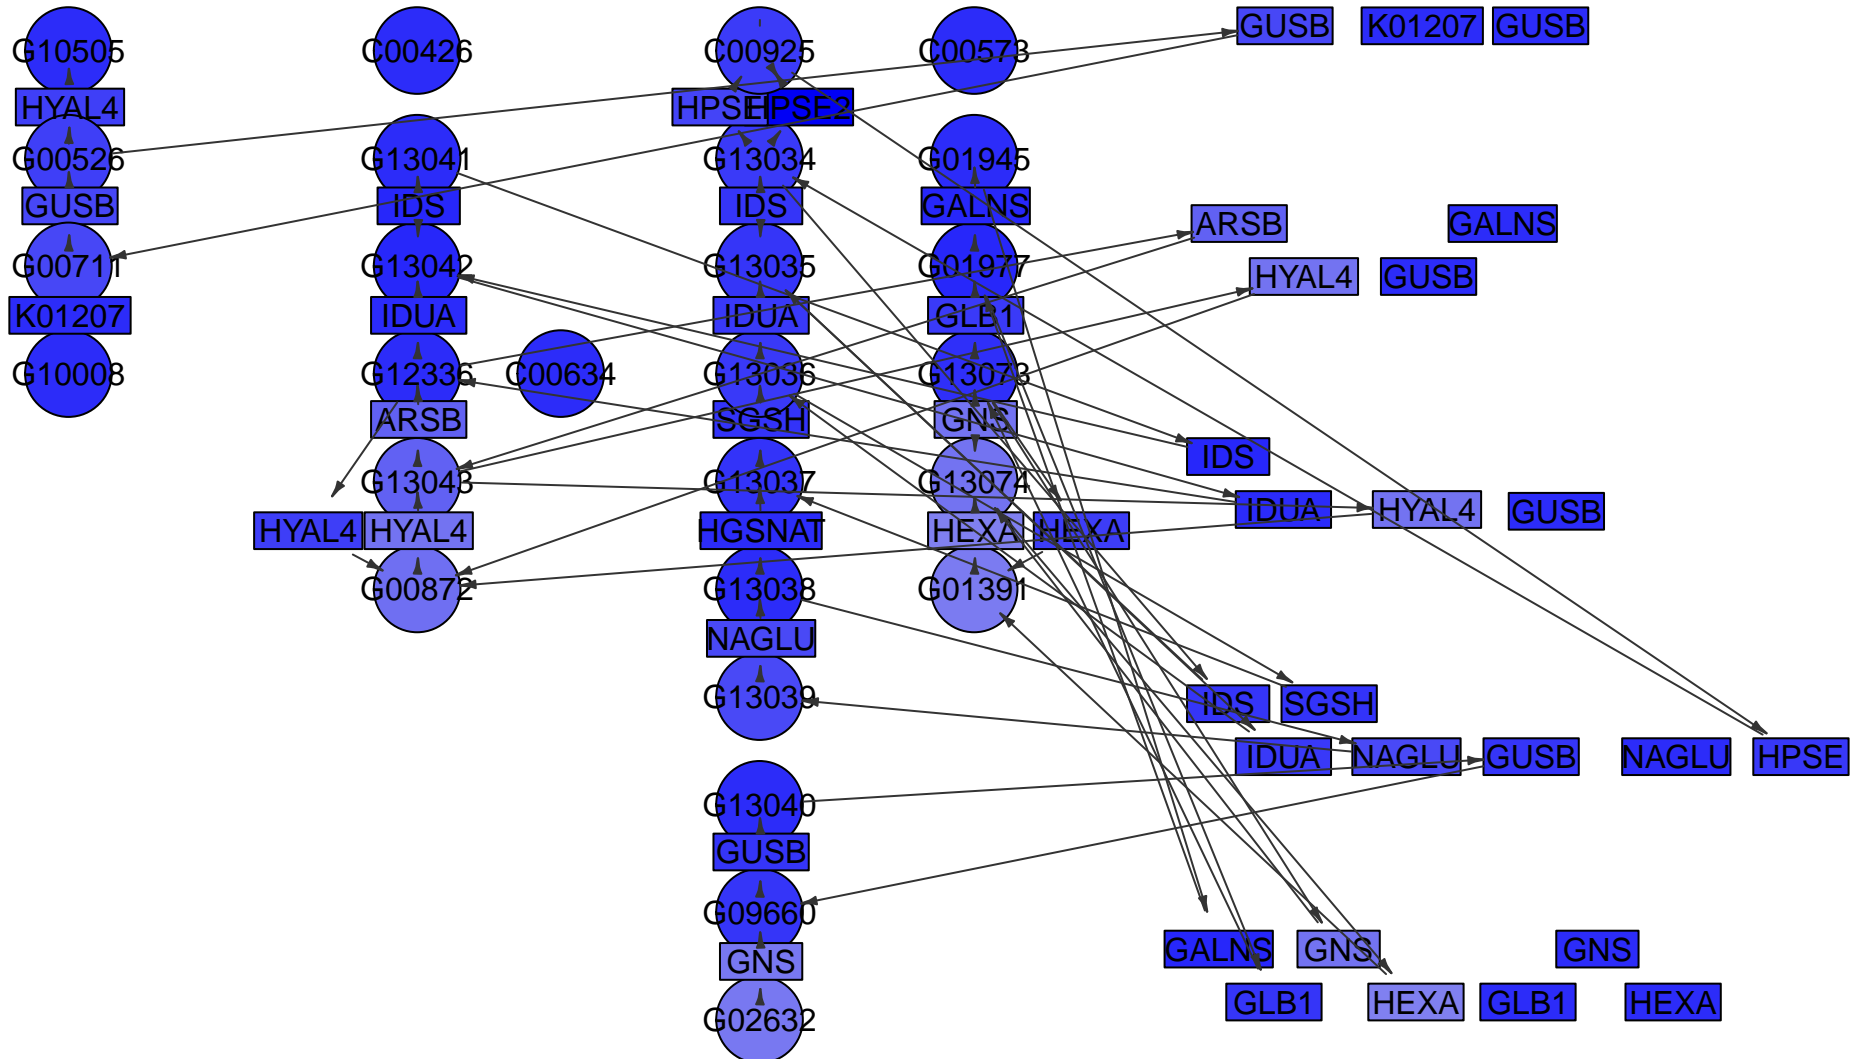 G10505 C00426 C00925 C00573 GUSB K01207 GUSB
HYAL4 HPSE HPSE2
G00526 G13041 G13034 G01945
GUSB IDS IDS GALNS ARSB GALNS
G00711 G13042 G13035 G01977 HYAL4 GUSB
K01207 IDUA IDUA GLB1
G10008 G12336 C00634 G13036 G13073
ARSB SGSH GNS
IDS
G13043 G13037 G13074
IDUA HYAL4 GUSB
HYAL4 HYAL4 HGSNAT HEXA HEXA
G00872 G13038 G01391
NAGLU
G13039 IDS SGSH
IDUA NAGLU GUSB NAGLU HPSE
G13040
GUSB
G09660
GALNS GNS GNS
GNS
GLB1 HEXA GLB1 HEXA
G02632